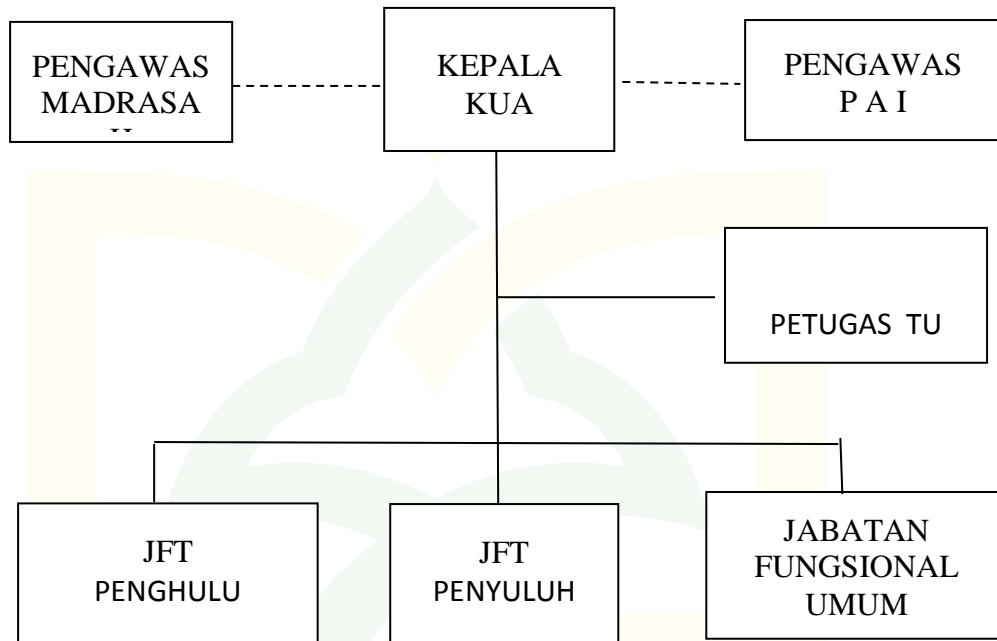 PENGAWAS
MADRASA
KEPALA
KUA
PENGAWAS
P A I
PETUGAS TU
JFT
PENGHULU
JFT
PENYULUH
JABATAN
FUNGSIONAL
UMUM